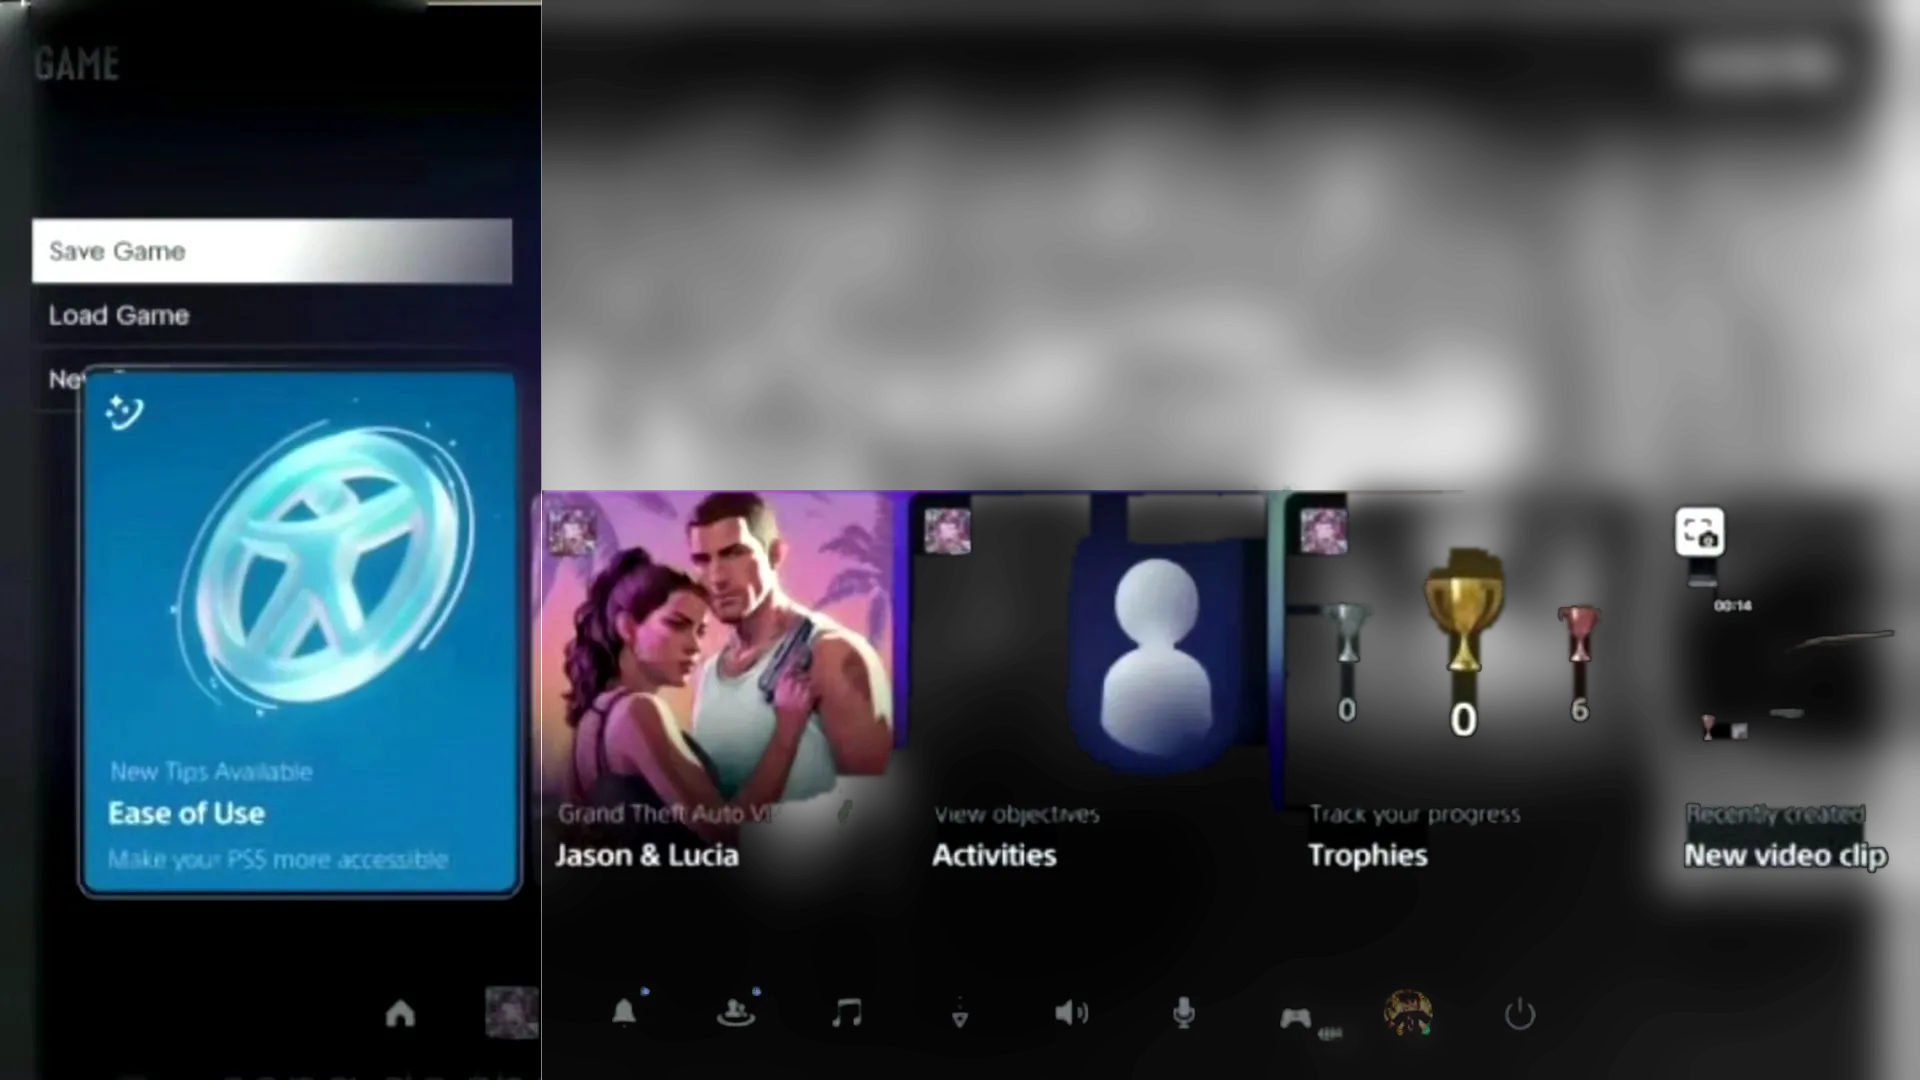 GAME
Save Game
Load Game
New Tips Available
Ease of Use
Make your PS5 more accessible
Grand Theft Auto VI
Jason & Lucia
View objectives
Activities
0
0
6
Track your progress
Trophies
00:14
Recently created
New video clip